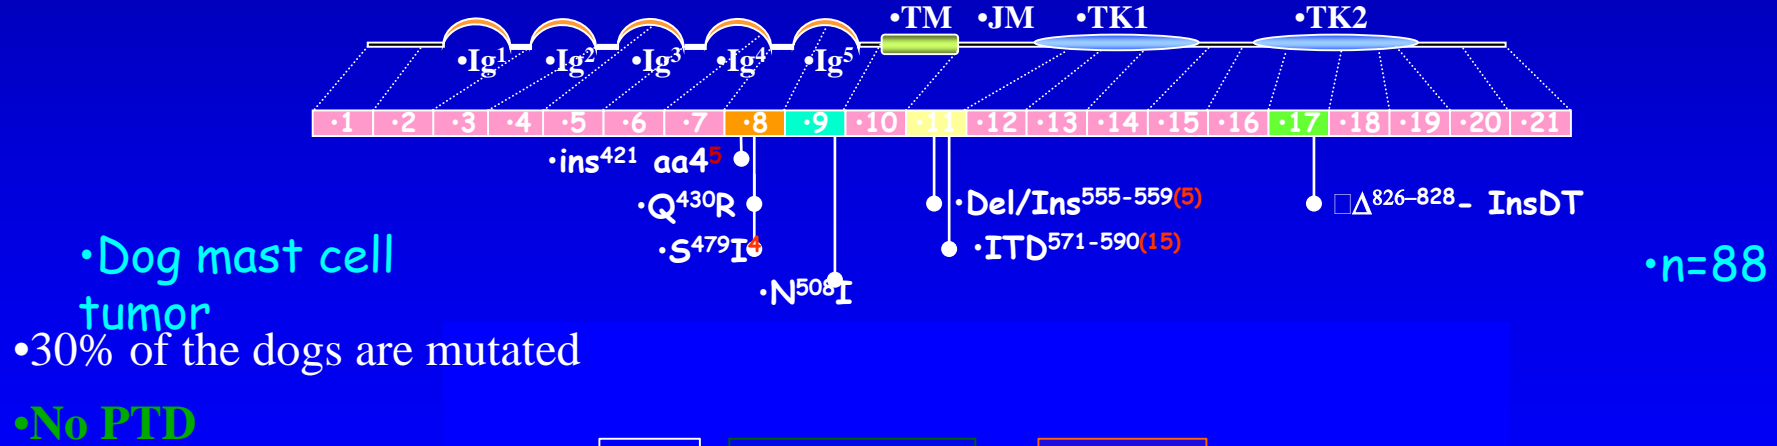 •TM •JM •TK1 •TK2
•Ig1 •Ig2 •Ig3 •Ig4 •Ig5
•1 •2 •3 •4 •5 •6 •7 •8 •9 •10 •11 •12 •13 •14 •15 •16 •17 •18 •19 •20 •21
•ins421 aa45
•Q430R •Del/Ins555-559(5) □Δ826–828- InsDT
•S479I4 •ITD571-590(15)
•Dog mast cell
tumor
•n=88
•N508I
•30% of the dogs are mutated
•No PTD